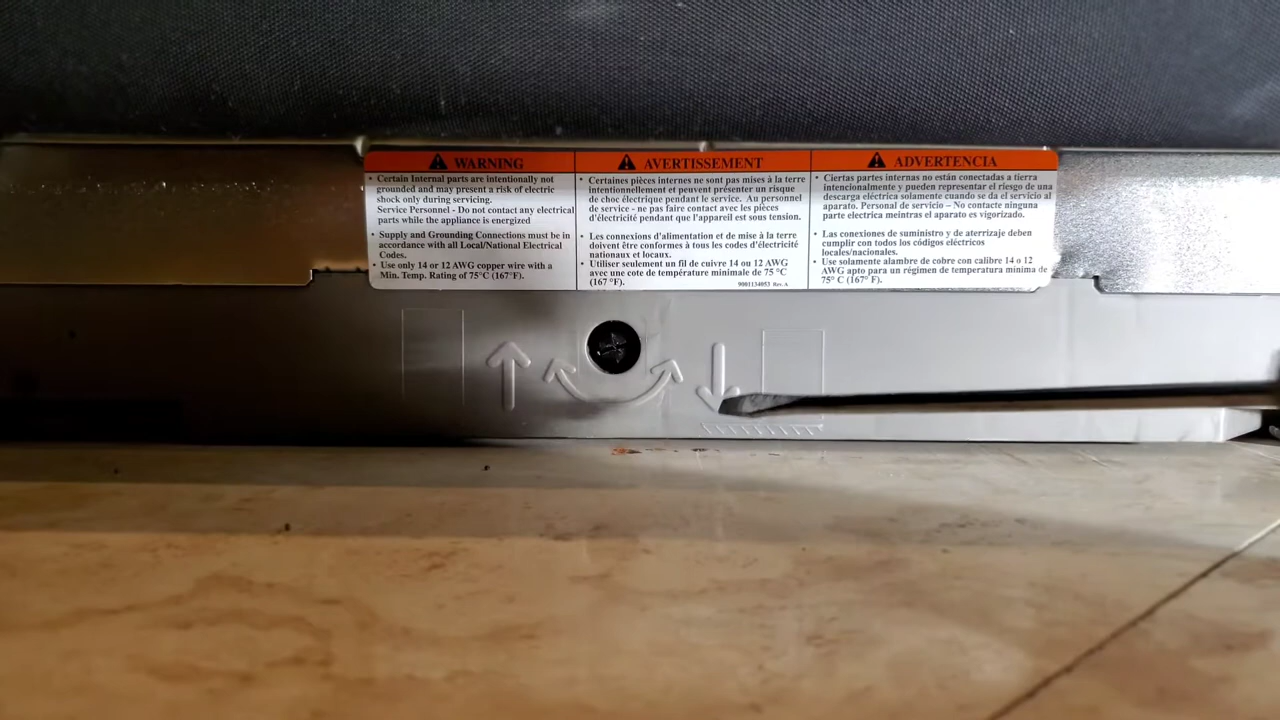 WARNING
• Certain Internal parts are intentionally not
grounded and may present a risk of electric
shock only during servicing.
Service Personnel - Do not contact any electrical
parts while the appliance is energized
• Supply and Grounding Connections must be in
accordance with all Local/National Electrical
Codes.
• Use only 14 or 12 AWG copper wire with a
Min. Temp. Rating of 75°C (167°F).
AVERTISSEMENT
• Certaines pièces internes ne sont pas mises à la terre
intentionnellement et peuvent présenter un risque
de choc électrique pendant le service. Au personnel
de service - ne pas faire contact avec les pièces
d'électricité pendant que l'appareil est sous tension.
• Les connexions d'alimentation et de mise à la terre
doivent être conformes à tous les codes d'électricité
nationaux et locaux.
• Utiliser seulement un fil de cuivre 14 ou 12 AWG
avec une cote de température minimale de 75 °C
(167 °F).
9001134053 Rev. A
ADVERTENCIA
• Ciertas partes internas no están conectadas a tierra
intencionalmente y pueden representar el riesgo de una
descarga eléctrica solamente cuando se da el servicio al
aparato. Personal de servicio – No contacte ninguna
parte electrica meintras el aparato es vigorizado.
• Las conexiones de suministro y de aterrizaje deben
cumplir con todos los códigos eléctricos
locales/nacionales.
• Use solamente alambre de cobre con calibre 14 o 12
AWG apto para un régimen de temperatura minima de
75° C (167° F).